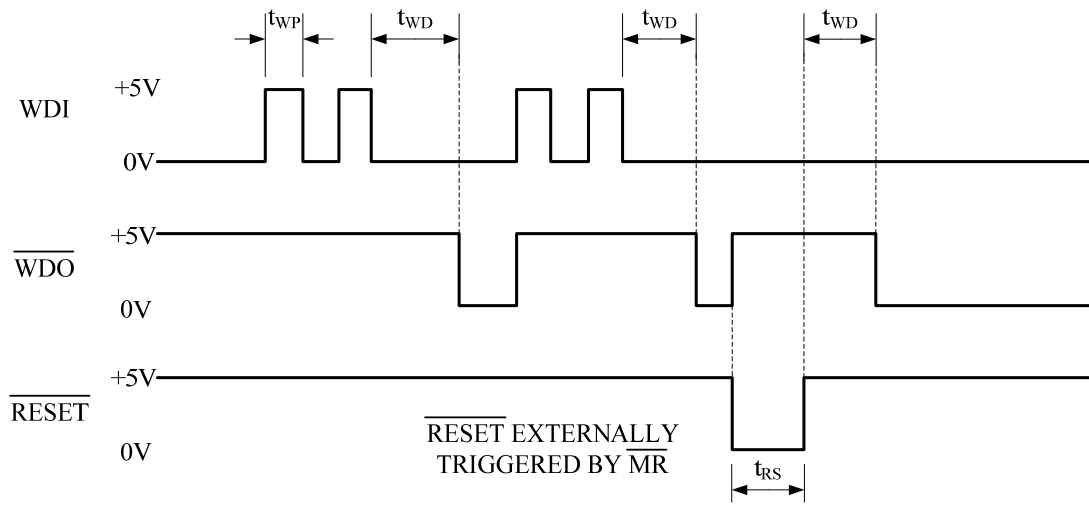 tWP
tWD
tWD
tWD
WDI
+5V
0V
WDO
+5V
0V
RESET
+5V
0V
RESET EXTERNALLY
TRIGGERED BY MR
tRS